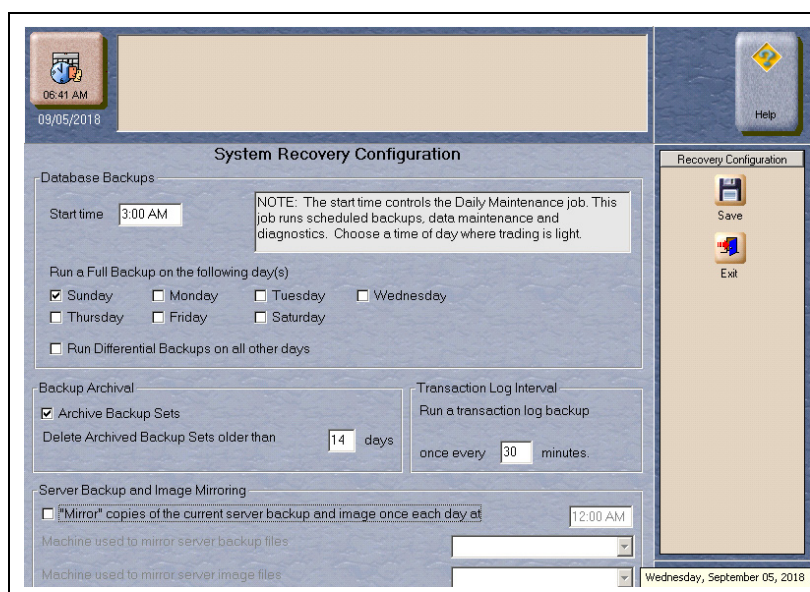 06:41 AM
09/05/2018
Help
System Recovery Configuration
Database Backups
Start time 3:00 AM
NOTE: The start time controls the Daily Maintenance job. This
job runs scheduled backups, data maintenance and
diagnostics. Choose a time of day where trading is light.
Run a Full Backup on the following day(s)
Sunday Monday Tuesday Wednesday
Thursday Friday Saturday
Run Differential Backups on all other days
Backup Archival
Archive Backup Sets
Delete Archived Backup Sets older than 14 days
Transaction Log Interval
Run a transaction log backup
once every 30 minutes.
Server Backup and Image Mirroring
"Mirror" copies of the current server backup and image once each day at 12:00 AM
Machine used to mirror server backup files
Machine used to mirror server image files
Recovery Configuration
Save
Exit
Wednesday, September 05, 2018